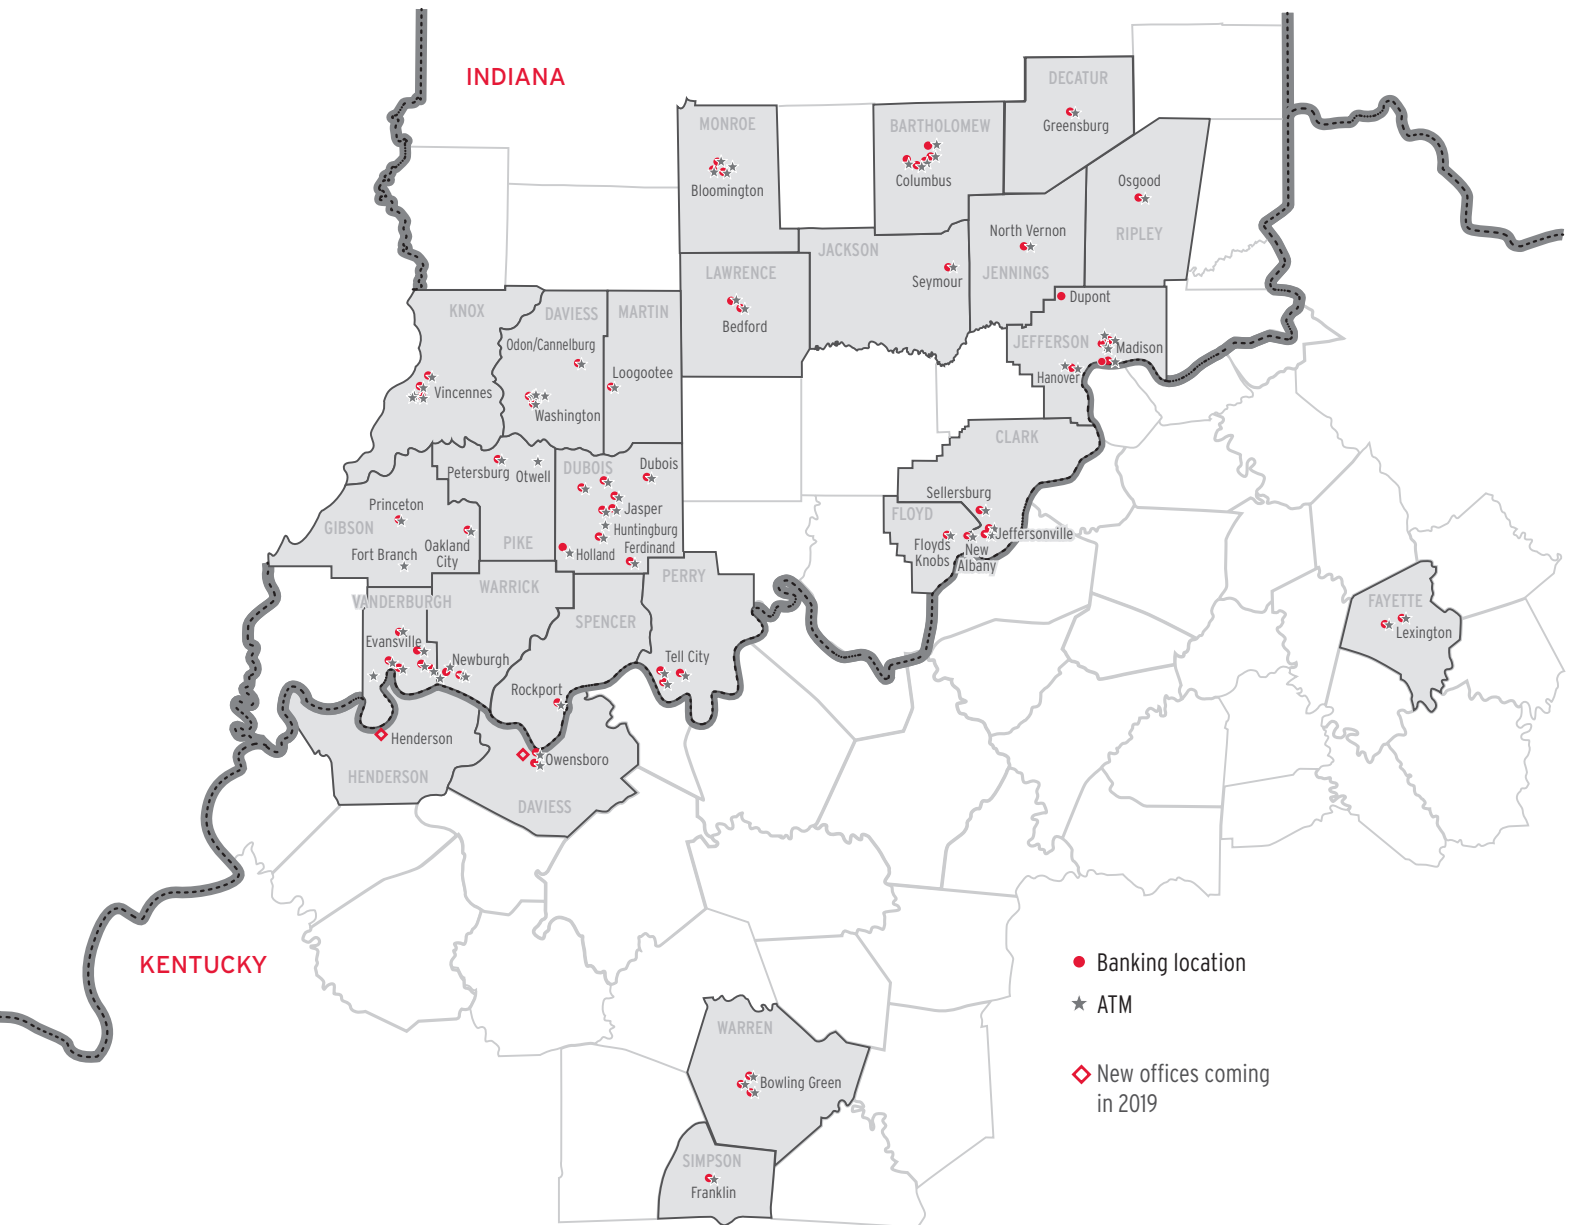 INDIANA
DECATUR
Greensburg
MONROE
Bloomington
BARTHOLOMEW
Columbus
Osgood
RIPLEY
North Vernon
JENNINGS
JACKSON
Seymour
LAWRENCE
Bedford
KNOX
Vincennes
DAVIESS
Odon/Cannelburg
Washington
MARTIN
Loogootee
Dupont
JEFFERSON
Madison
Hanover
CLARK
Sellersburg
Jeffersonville
FLOYD
Floyds
Knobs
New
Albany
Petersburg
Otwell
PIKE
DUBOIS
Dubois
Jasper
Huntingburg
Holland
Ferdinand
Princeton
GIBSON
Fort Branch
Oakland
City
VANDERBURGH
Evansville
WARRICK
Newburgh
SPENCER
Rockport
PERRY
Tell City
FAYETTE
Lexington
Henderson
HENDERSON
Owensboro
DAVIESS
KENTUCKY
WARREN
Bowling Green
SIMPSON
Franklin
Banking location
ATM
New offices coming
in 2019